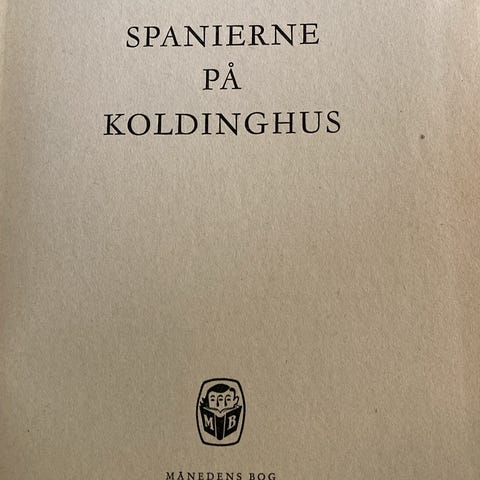 SPANIERNE
PÅ
KOLDINGHUS
M B
MÅNEDENS BOG